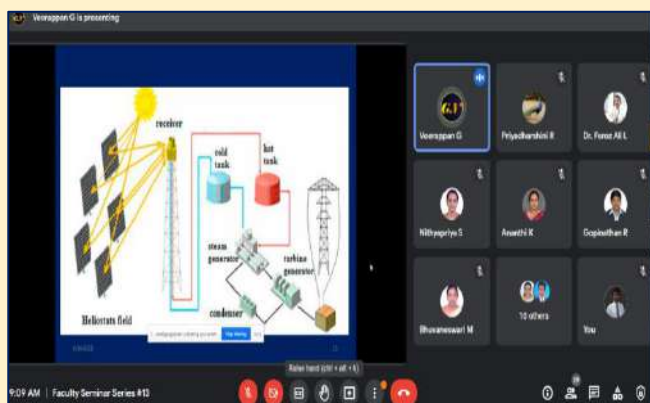 Veerappan G is presenting
receiver
cold
tank
hot
tank
steam
generator
turbine
generator
condenser
Heliostats field
Stop sharing
G.V
Veerappan G
Priyadharshini R
Dr. Feroz Ali L
Nithyapriya S
Ananthi K
Gopinathan R
Bhuvaneswari M
10 others
You
Raise hand (ctrl + alt + h)
9:09 AM | Faculty Seminar Series #13